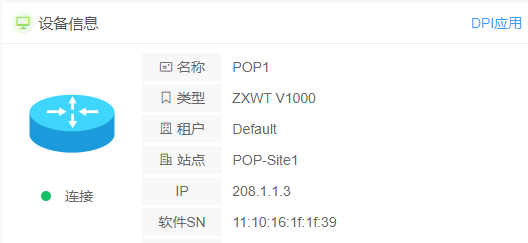 设备信息 DPI应用
名称 POP1
类型 ZXWT V1000
租户 Default
站点 POP-Site1
连接
IP 208.1.1.3
软件SN 11:10:16:1f:1f:39